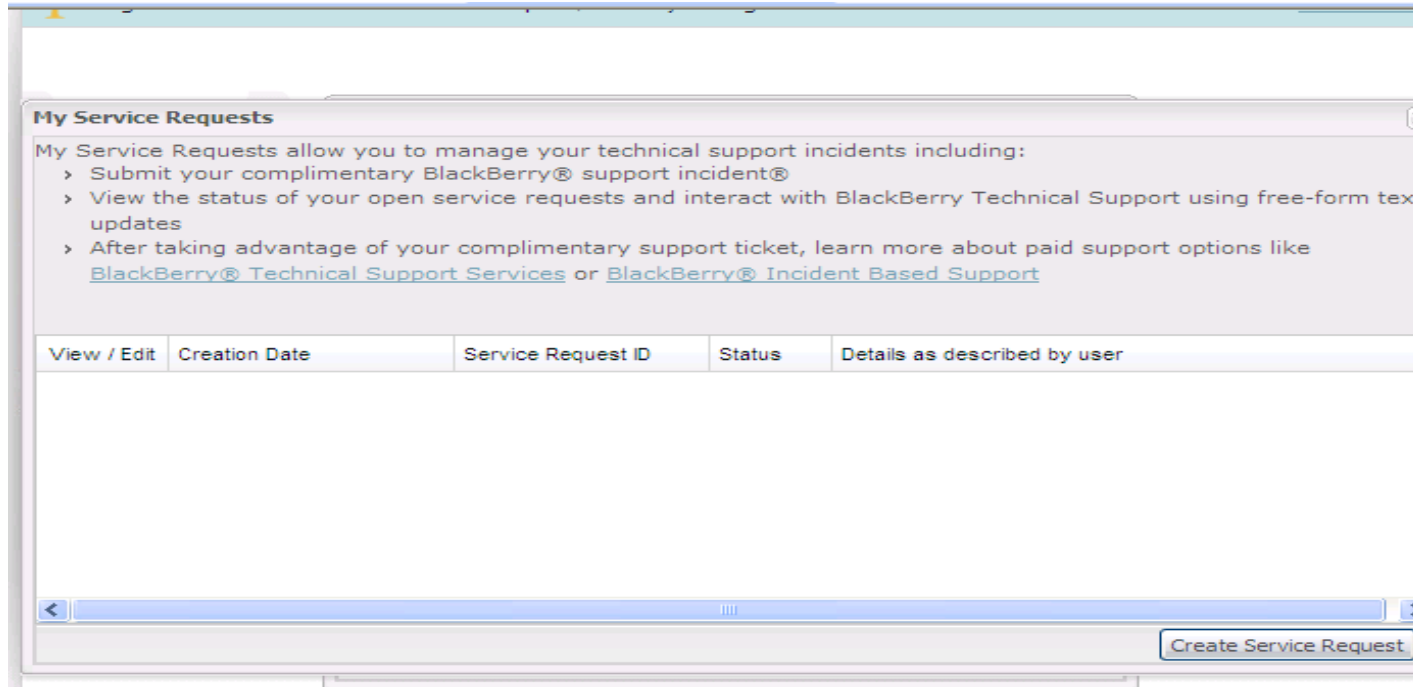 My Service Requests
My Service Requests allow you to manage your technical support incidents including:
› Submit your complimentary BlackBerry® support incident®
› View the status of your open service requests and interact with BlackBerry Technical Support using free-form tex
updates
› After taking advantage of your complimentary support ticket, learn more about paid support options like
BlackBerry® Technical Support Services or BlackBerry® Incident Based Support
View / Edit Creation Date Service Request ID Status Details as described by user
Create Service Request